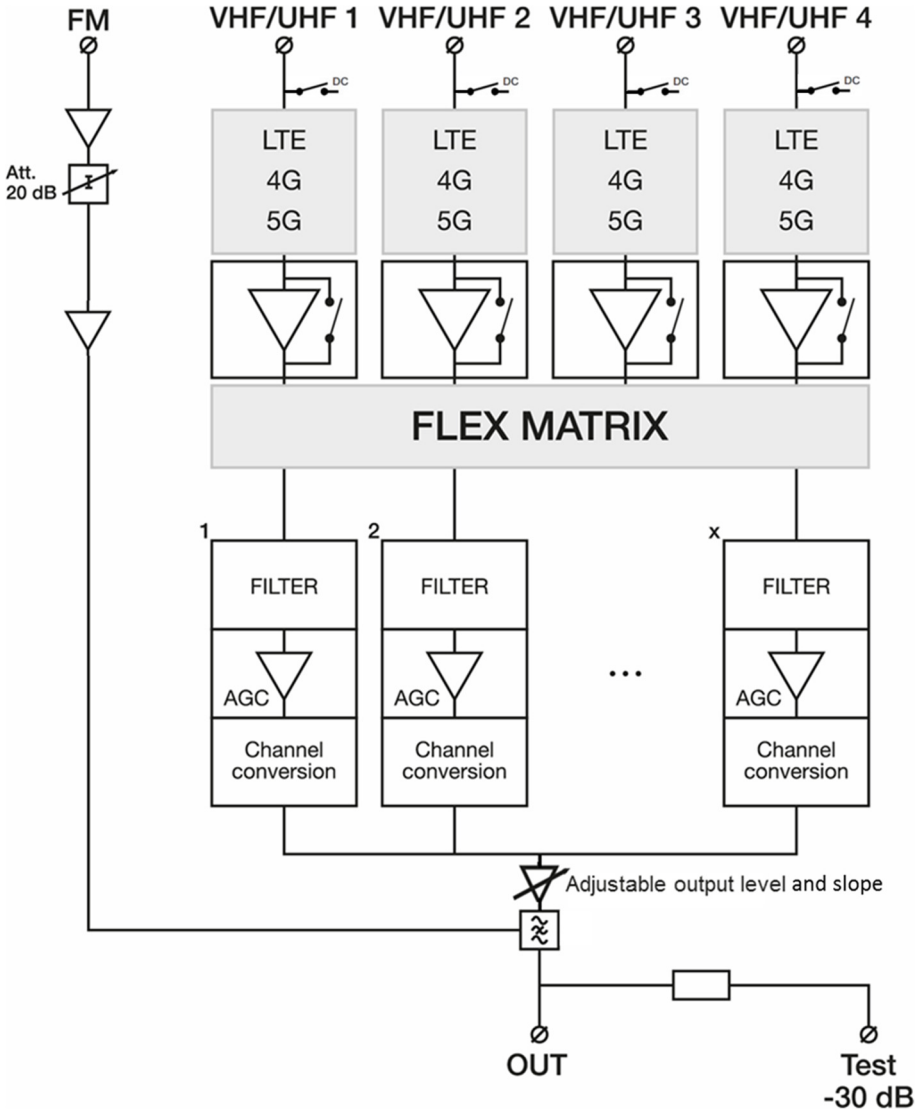 FM
VHF/UHF 1
VHF/UHF 2
VHF/UHF 3
VHF/UHF 4
DC
DC
DC
DC
Att.
20 dB
LTE
4G
5G
LTE
4G
5G
LTE
4G
5G
LTE
4G
5G
FLEX MATRIX
1
FILTER
AGC
Channel
conversion
2
FILTER
AGC
Channel
conversion
...
x
FILTER
AGC
Channel
conversion
Adjustable output level and slope
OUT
Test
-30 dB